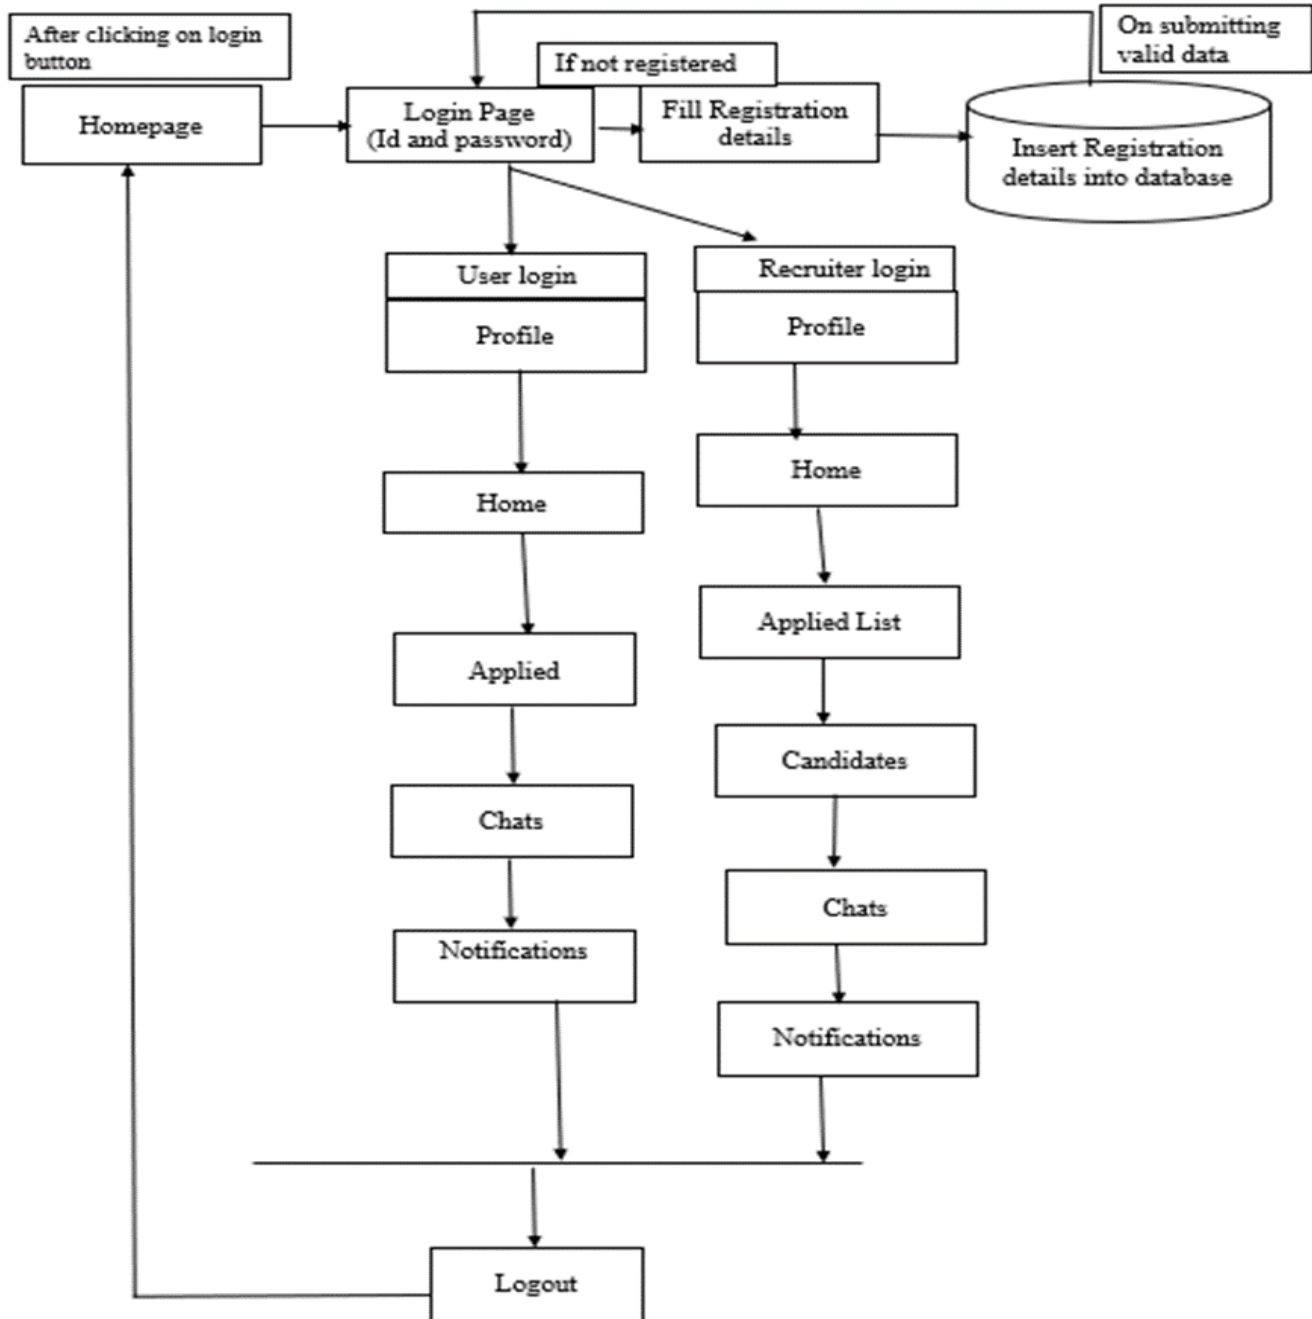 After clicking on login
button
On submitting
valid data
If not registered
Homepage
Login Page
(Id and password)
Fill Registration
details
Insert Registration
details into database
User login
Recruiter login
Profile
Profile
Home
Home
Applied List
Applied
Candidates
Chats
Chats
Notifications
Notifications
Logout